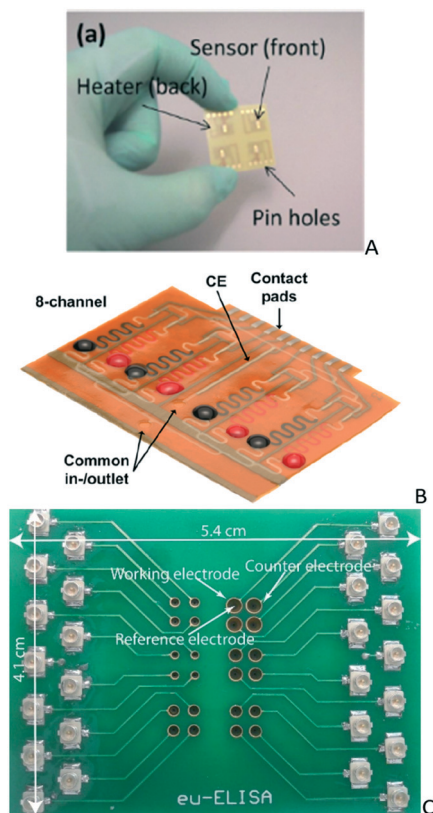 (a)
Sensor (front)
Heater (back)
Pin holes
A
8-channel
CE
Contact
pads
Common
in-/outlet
B
5.4 cm
Working electrode
Counter electrode
Reference electrode
4.1 cm
eu-ELISA
C